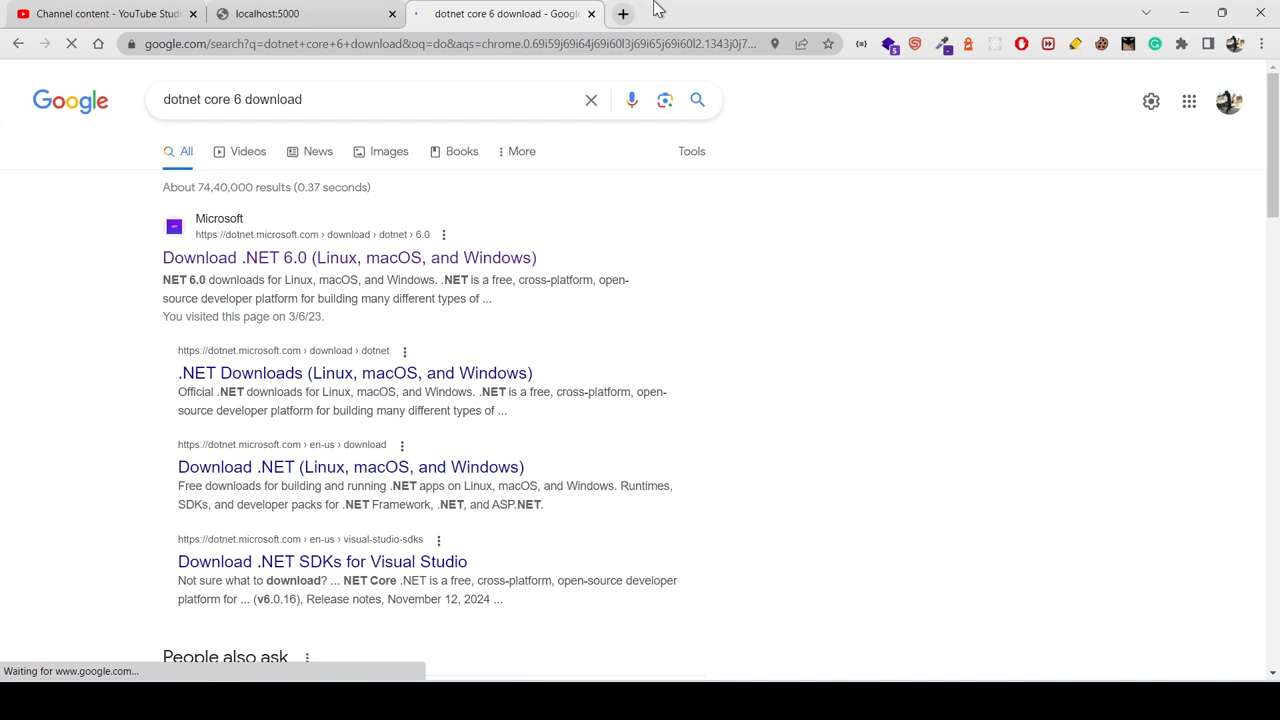 Channel content - YouTube Studi
localhost:5000
dotnet core 6 download - Google
google.com/search?q=dotnet+core+6+download&oq=do&aqs=chrome.0.69i59j69i64j69i60l3j69i65j69i60l2.1343j0j7...
Google
dotnet core 6 download
All
Videos
News
Images
Books
More
Tools
About 74,40,000 results (0.37 seconds)
Microsoft
https://dotnet.microsoft.com › download › dotnet › 6.0
Download .NET 6.0 (Linux, macOS, and Windows)
NET 6.0 downloads for Linux, macOS, and Windows. .NET is a free, cross-platform, open-
source developer platform for building many different types of ...
You visited this page on 3/6/23.
https://dotnet.microsoft.com › download › dotnet
.NET Downloads (Linux, macOS, and Windows)
Official .NET downloads for Linux, macOS, and Windows. .NET is a free, cross-platform, open-
source developer platform for building many different types of ...
https://dotnet.microsoft.com › en-us › download
Download .NET (Linux, macOS, and Windows)
Free downloads for building and running .NET apps on Linux, macOS, and Windows. Runtimes,
SDKs, and developer packs for .NET Framework, .NET, and ASP.NET.
https://dotnet.microsoft.com › en-us › visual-studio-sdks
Download .NET SDKs for Visual Studio
Not sure what to download? ... NET Core .NET is a free, cross-platform, open-source developer
platform for ... (v6.0.16), Release notes, November 12, 2024 ...
People also ask
Waiting for www.google.com...